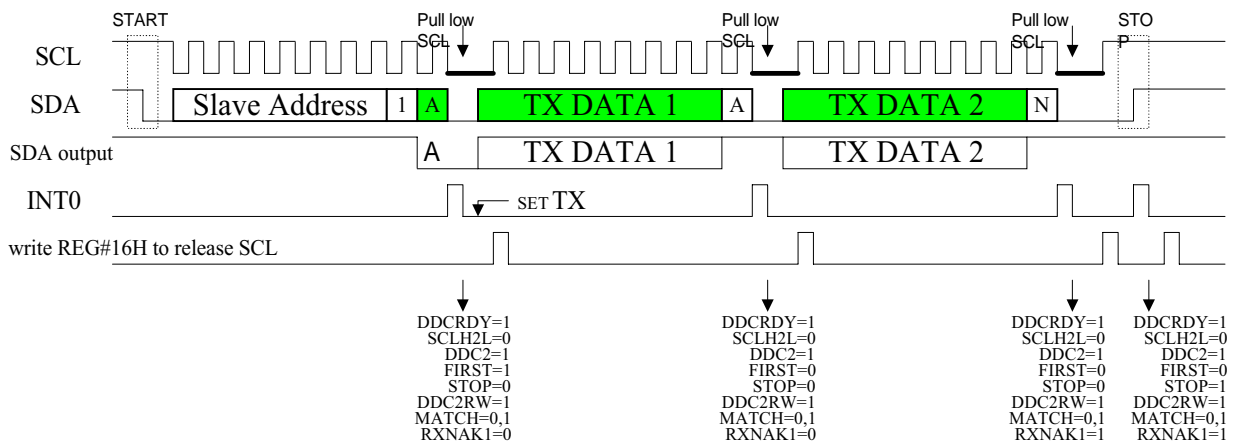 START
Pull low
SCL
Pull low
SCL
Pull low
SCL
STO
P
SCL
SDA
Slave Address
1
A
TX DATA 1
A
TX DATA 2
N
SDA output
A
TX DATA 1
TX DATA 2
INT0
SET TX
write REG#16H to release SCL
DDCRDY=1
SCLH2L=0
DDC2=1
FIRST=1
STOP=0
DDC2RW=1
MATCH=0,1
RXNAK1=0
DDCRDY=1
SCLH2L=0
DDC2=1
FIRST=0
STOP=0
DDC2RW=1
MATCH=0,1
RXNAK1=0
DDCRDY=1
SCLH2L=0
DDC2=1
FIRST=0
STOP=0
DDC2RW=1
MATCH=0,1
RXNAK1=1
DDCRDY=1
SCLH2L=0
DDC2=1
FIRST=0
STOP=1
DDC2RW=1
MATCH=0,1
RXNAK1=1